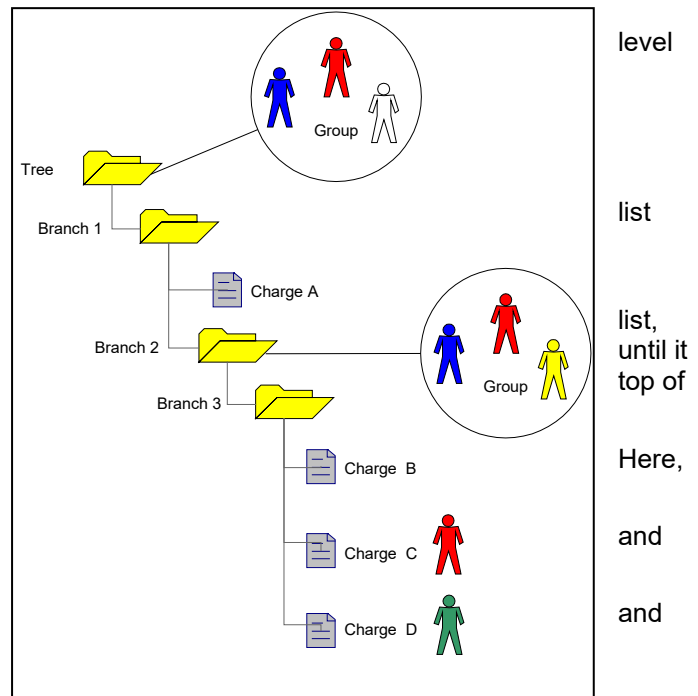 level
Group
Tree
list
Branch 1
Charge A
list,
Branch 2
until it
top of
Group
Branch 3
Here,
Charge B
and
Charge C
and
Charge D